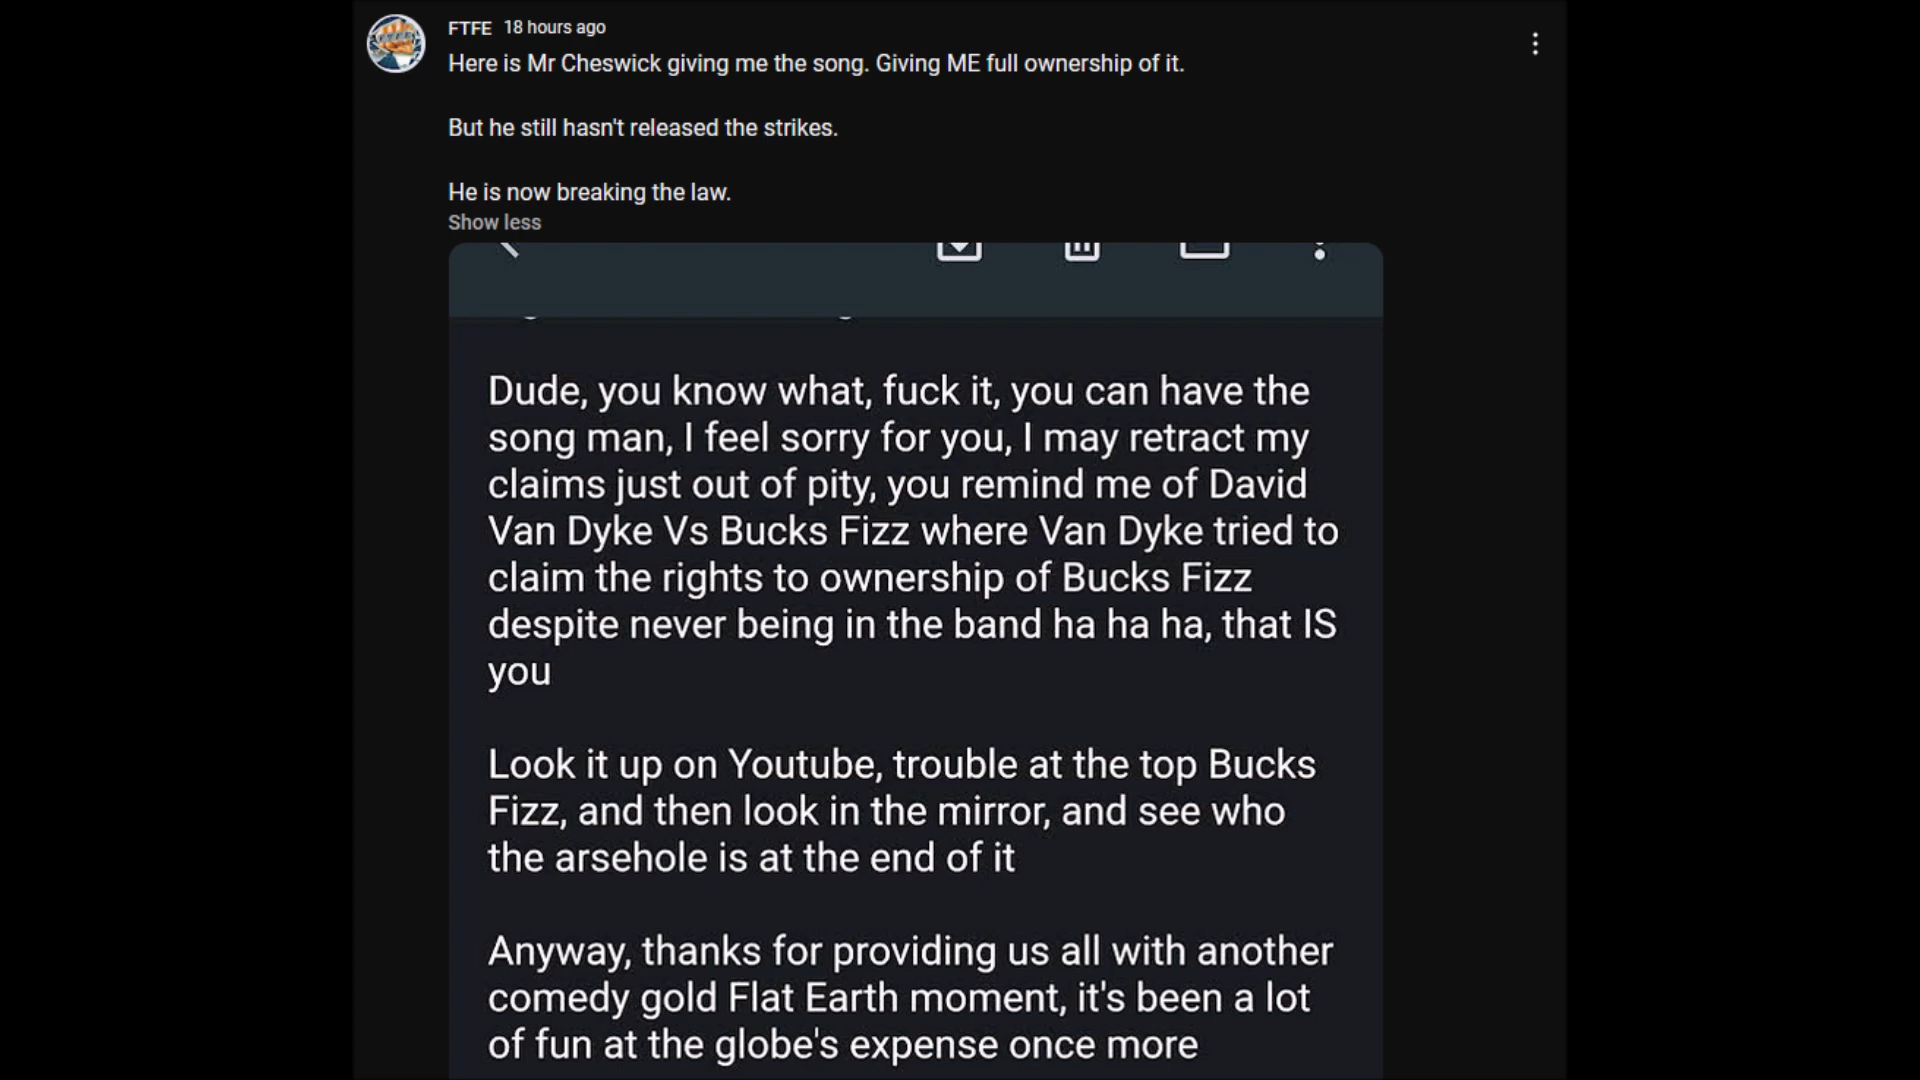 FTFE 18 hours ago
Here is Mr Cheswick giving me the song. Giving ME full ownership of it.
But he still hasn't released the strikes.
He is now breaking the law.
Show less
Dude, you know what, fuck it, you can have the
song man, I feel sorry for you, I may retract my
claims just out of pity, you remind me of David
Van Dyke Vs Bucks Fizz where Van Dyke tried to
claim the rights to ownership of Bucks Fizz
despite never being in the band ha ha ha, that IS
you
Look it up on Youtube, trouble at the top Bucks
Fizz, and then look in the mirror, and see who
the arsehole is at the end of it
Anyway, thanks for providing us all with another
comedy gold Flat Earth moment, it's been a lot
of fun at the globe's expense once more